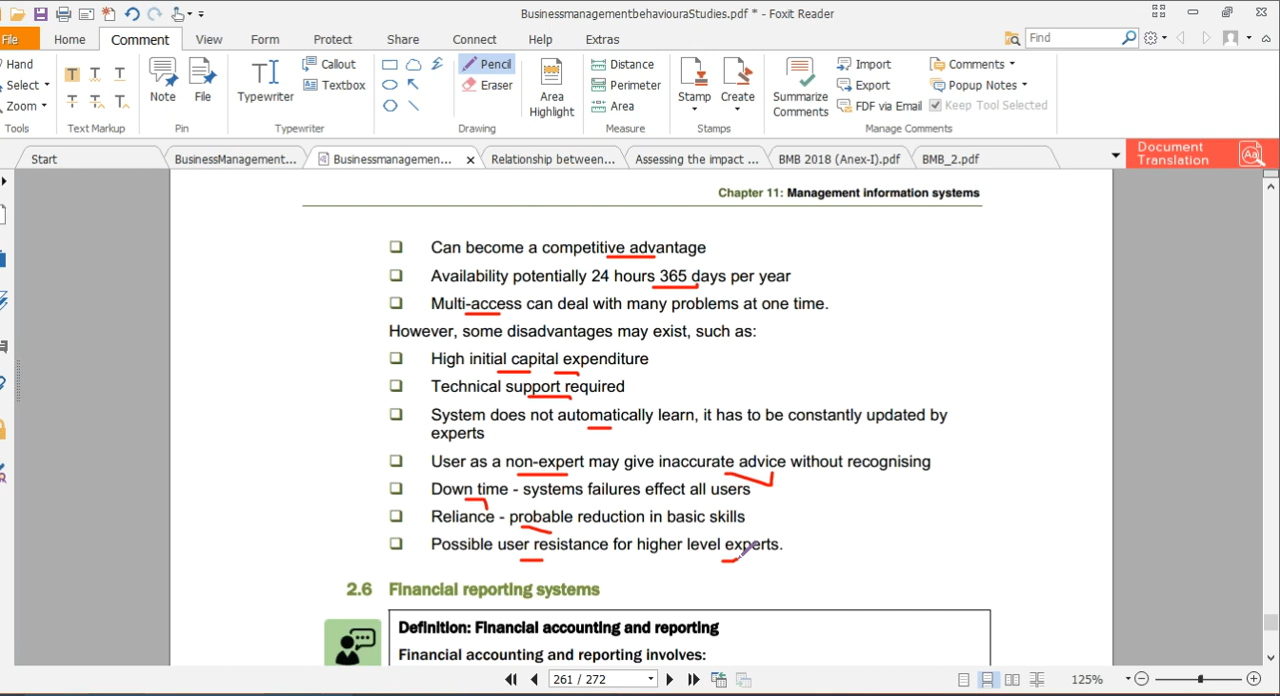 BusinessmanagementbehaviouraStudies.pdf * - Foxit Reader
File Home Comment View Form Protect Share Connect Help Extras Find
Hand
Select
Zoom
Tools
Text Markup
Note
File
Pin
Typewriter
Callout
Textbox
Typewriter
Pencil
Eraser
Drawing
Area
Highlight
Distance
Perimeter
Area
Measure
Stamp
Create
Stamps
Summarize
Comments
Import
Export
FDF via Email
Comments
Popup Notes
Keep Tool Selected
Manage Comments
Start BusinessManagement... Businessmanagemen... Relationship between... Assessing the impact ... BMB 2018 (Anex-I).pdf BMB_2.pdf
Document
Translation
Chapter 11: Management information systems
❑ Can become a competitive advantage
❑ Availability potentially 24 hours 365 days per year
❑ Multi-access can deal with many problems at one time.
However, some disadvantages may exist, such as:
❑ High initial capital expenditure
❑ Technical support required
❑ System does not automatically learn, it has to be constantly updated by
experts
❑ User as a non-expert may give inaccurate advice without recognising
❑ Down time - systems failures effect all users
❑ Reliance - probable reduction in basic skills
❑ Possible user resistance for higher level experts.
2.6 Financial reporting systems
Definition: Financial accounting and reporting
Financial accounting and reporting involves:
261 / 272
125%